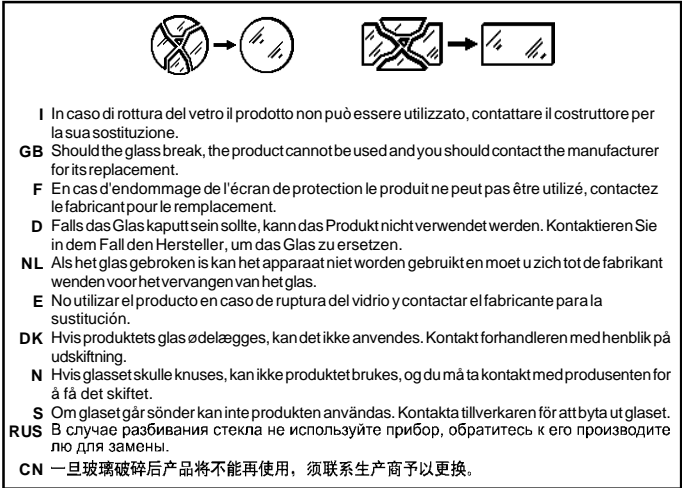 I In caso di rottura del vetro il prodotto non può essere utilizzato, contattare il costruttore per
la sua sostituzione.
GB Should the glass break, the product cannot be used and you should contact the manufacturer
for its replacement.
F En cas d'endommage de l'écran de protection le produit ne peut pas être utilizé, contactez
le fabricant pour le remplacement.
D Falls das Glas kaputt sein sollte, kann das Produkt nicht verwendet werden. Kontaktieren Sie
in dem Fall den Hersteller, um das Glas zu ersetzen.
NL Als het glas gebroken is kan het apparaat niet worden gebruikt en moet u zich tot de fabrikant
wenden voor het vervangen van het glas.
E No utilizar el producto en caso de ruptura del vidrio y contactar el fabricante para la
sustitución.
DK Hvis produktets glas ødelægges, kan det ikke anvendes. Kontakt forhandleren med henblik på
udskiftning.
N Hvis glasset skulle knuses, kan ikke produktet brukes, og du må ta kontakt med produsenten for
å få det skiftet.
S Om glaset går sönder kan inte produkten användas. Kontakta tillverkaren för att byta ut glaset.
RUS В случае разбивания стекла не используйте прибор, обратитесь к его производите
лю для замены.
CN 一旦玻璃破碎后产品将不能再使用，须联系生产商予以更换。